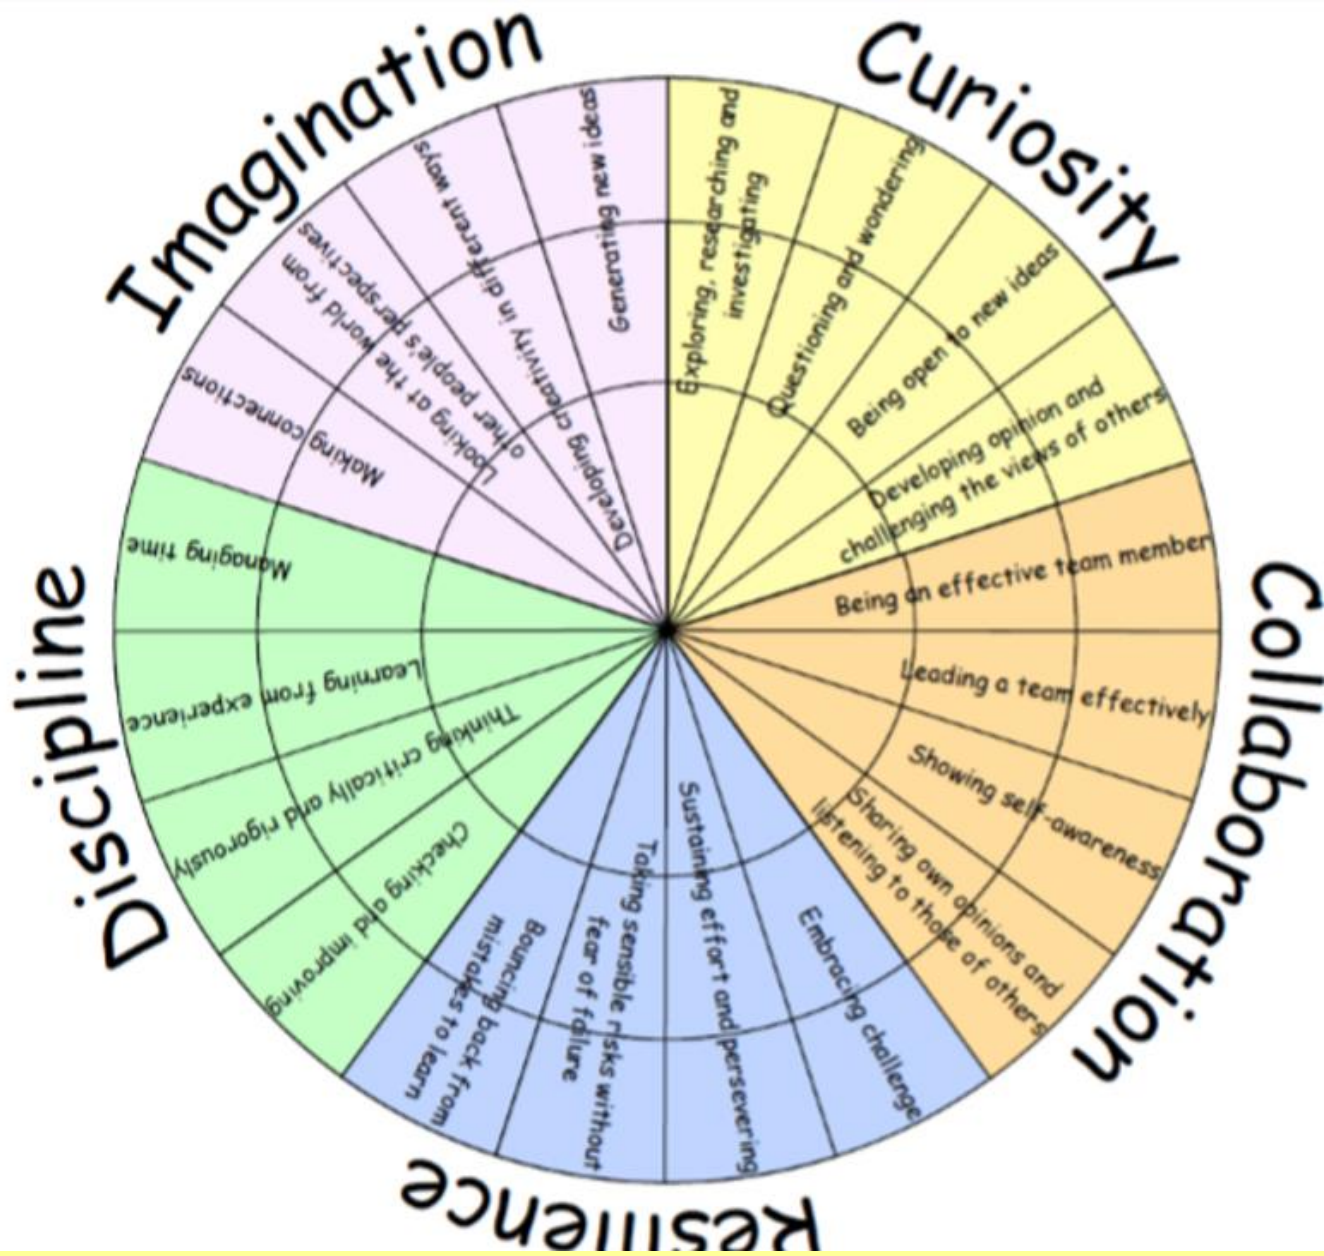 Curiosity
Exploring, researching and
investigating
Questioning and wondering
Being open to new ideas
Developing opinion and
challenging the views of others
Collaboration
Being an effective team member
Leading a team effectively
Showing self-awareness
Sharing own opinions and
listening to those of others
Resilience
Embracing challenge
Sustaining effort and persevering
Taking sensible risks without
fear of failure
Bouncing back from
mistakes to learn
Discipline
Checking and improving
Thinking critically and rigorously
Learning from experience
Managing time
Imagination
Making connections
Looking at the world from
other people's perspectives
Developing creativity in different ways
Generating new ideas